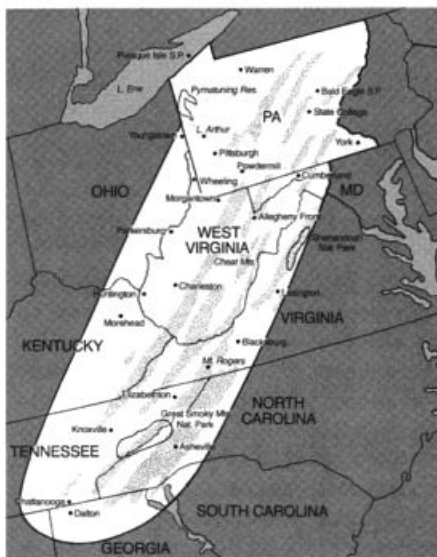 Presque Isle S.P.
Warren
L. Erie
Pymatuning Res.
Bald Eagle S.P.
State College
PA
L. Arthur
Youngstown
York
Pittsburgh
Powdermill
OHIO
Wheeling
Cumberland
MD
Morgantown
Allegheny Front
Parkersburg
WEST
VIRGINIA
Shenandoah
Nat. Park
Cheat Mts.
Charleston
Huntington
Lexington
Morehead
VIRGINIA
KENTUCKY
Blacksburg
Mt. Rogers
Elizabethton
NORTH
CAROLINA
Great Smoky Mts.
Nat. Park
Knoxville
TENNESSEE
Asheville
Chattanooga
Dalton
SOUTH CAROLINA
GEORGIA